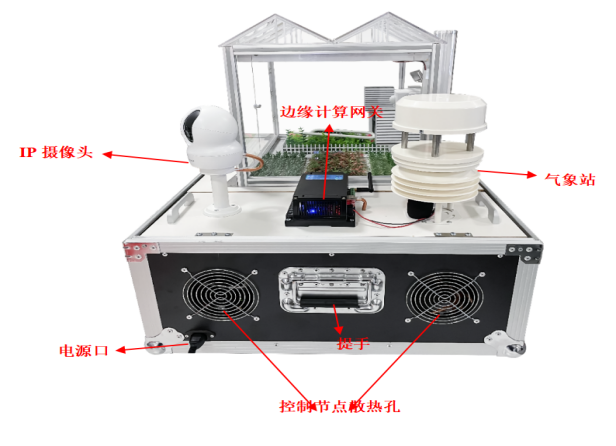 边缘计算网关
IP 摄像头
气象站
电源口
提手
控制节点散热孔